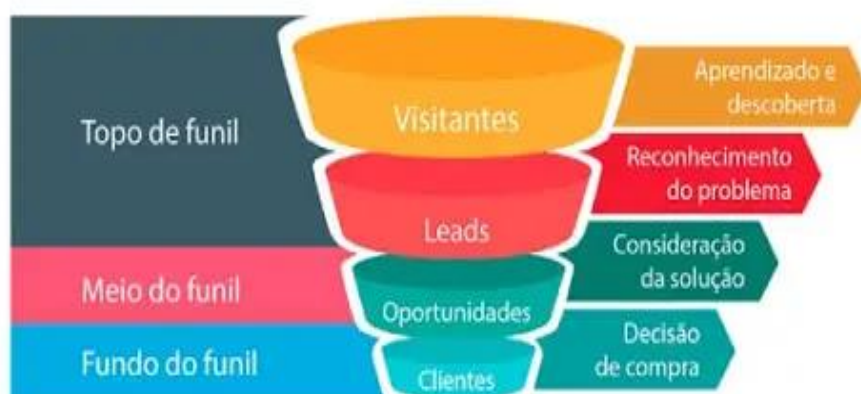 Topo de funil
Visitantes
Aprendizado e
descoberta
Leads
Reconhecimento
do problema
Meio do funil
Oportunidades
Consideração
da solução
Fundo do funil
Clientes
Decisão
de compra